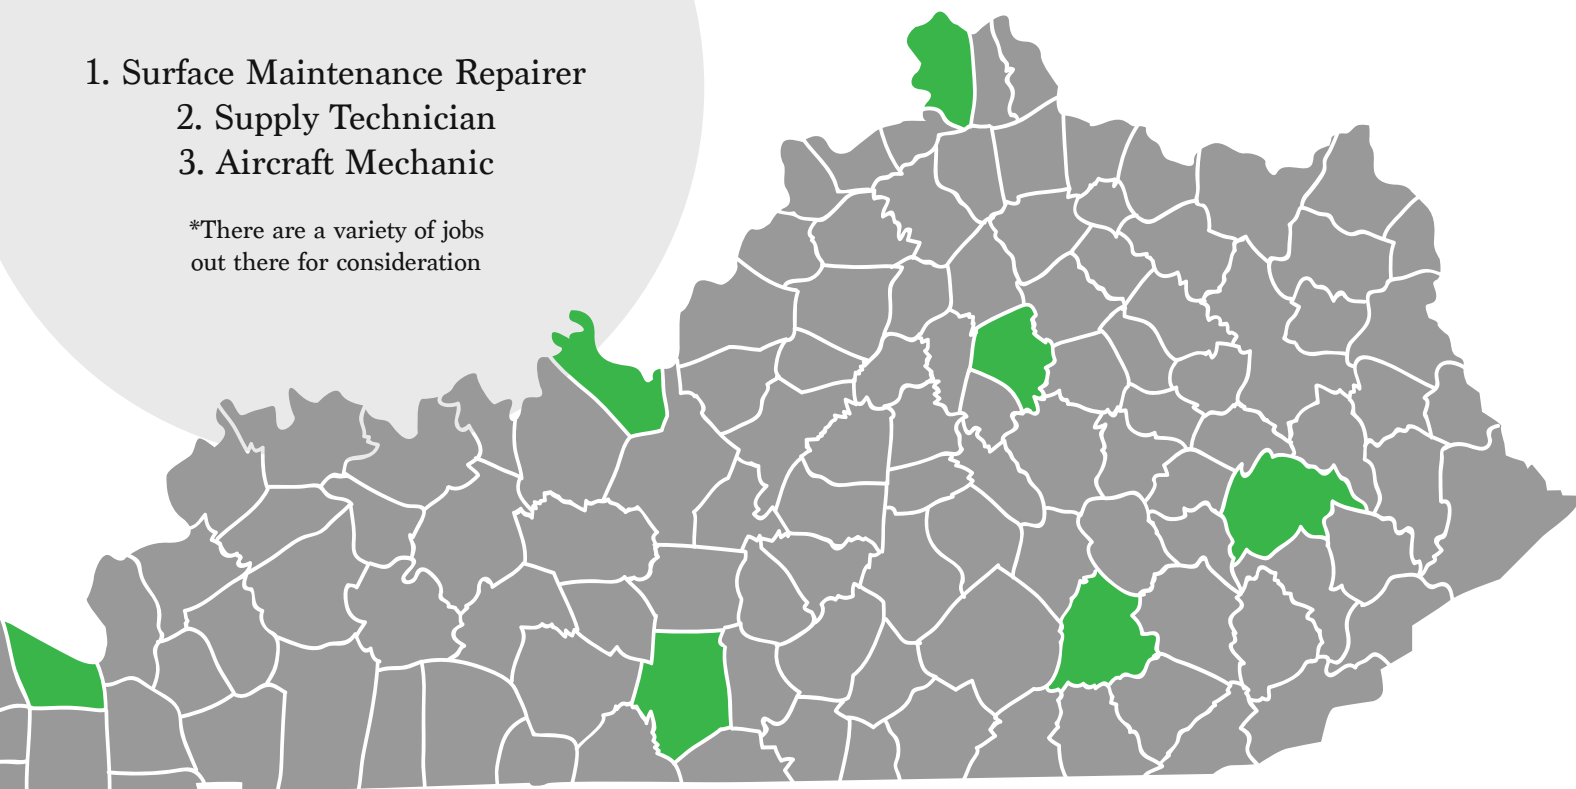 1. Surface Maintenance Repairer
2. Supply Technician
3. Aircraft Mechanic
*There are a variety of jobs
out there for consideration